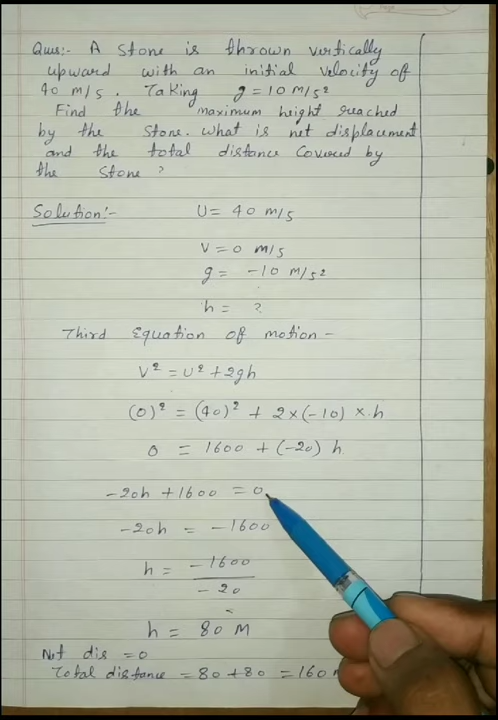 Ques:- A stone is thrown vertically
upward with an initial velocity of
40 m/s. Taking g = 10 m/s²
Find the maximum height reached
by the stone. what is net displacement
and the total distance Covered by
the stone ?
Solution:- U = 40 m/s
V = 0 m/s
g = -10 m/s²
h = ?
Third Equation of motion -
V² = U² + 2gh
(0)² = (40)² + 2×(-10) × h
0 = 1600 + (-20) h
-20h + 1600 = 0
-20h = -1600
h = -1600
-20
h = 80 M
Net dis = 0
Total distance = 80 + 80 = 160